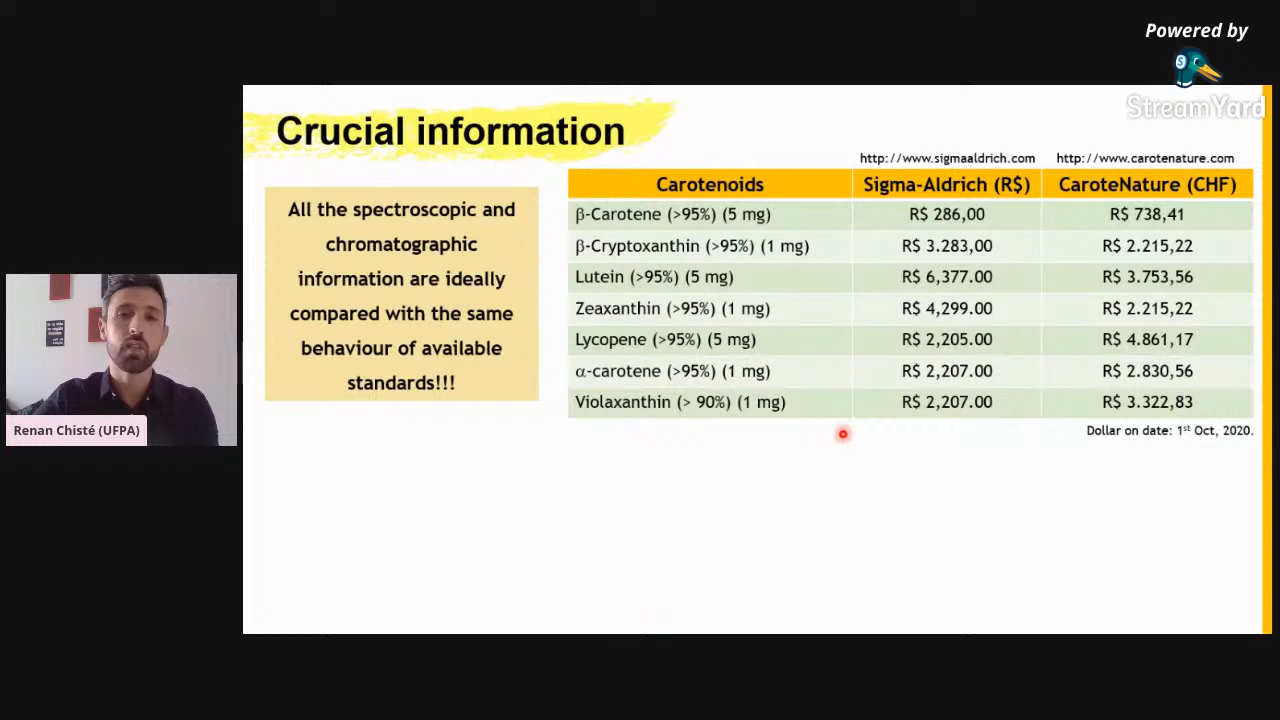 Powered by
StreamYard
Crucial information
http://www.sigmaaldrich.com http://www.carotenature.com
Carotenoids Sigma-Aldrich (R$) CaroteNature (CHF)
β-Carotene (>95%) (5 mg) R$ 286,00 R$ 738,41
β-Cryptoxanthin (>95%) (1 mg) R$ 3.283,00 R$ 2.215,22
Lutein (>95%) (5 mg) R$ 6,377.00 R$ 3.753,56
Zeaxanthin (>95%) (1 mg) R$ 4,299.00 R$ 2.215,22
Lycopene (>95%) (5 mg) R$ 2,205.00 R$ 4.861,17
α-carotene (>95%) (1 mg) R$ 2,207.00 R$ 2.830,56
Violaxanthin (> 90%) (1 mg) R$ 2,207.00 R$ 3.322,83
Dollar on date: 1st Oct, 2020.
All the spectroscopic and
chromatographic
information are ideally
compared with the same
behaviour of available
standards!!!
Renan Chisté (UFPA)